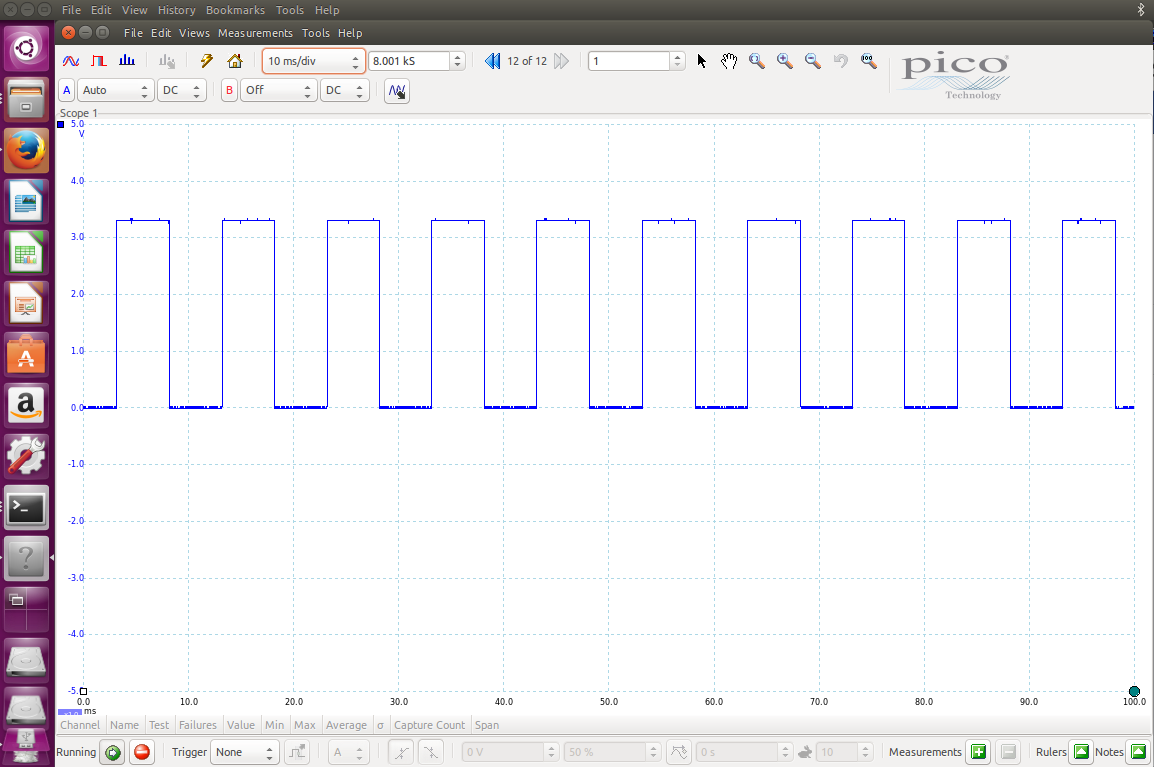 File Edit View History Bookmarks Tools Help
File Edit Views Measurements Tools Help
10 ms/div 8.001 kS 12 of 12 1
pico
Technology
A Auto DC B Off DC
Scope 1
5.0
V
4.0
3.0
2.0
1.0
0.0
-1.0
-2.0
-3.0
-4.0
-5.0
0.0 10.0 20.0 30.0 40.0 50.0 60.0 70.0 80.0 90.0 100.0
x1.0 ms
Channel Name Test Failures Value Min Max Average σ Capture Count Span
Running Trigger None A 0 V 50 % 0 s 10 Measurements Rulers Notes